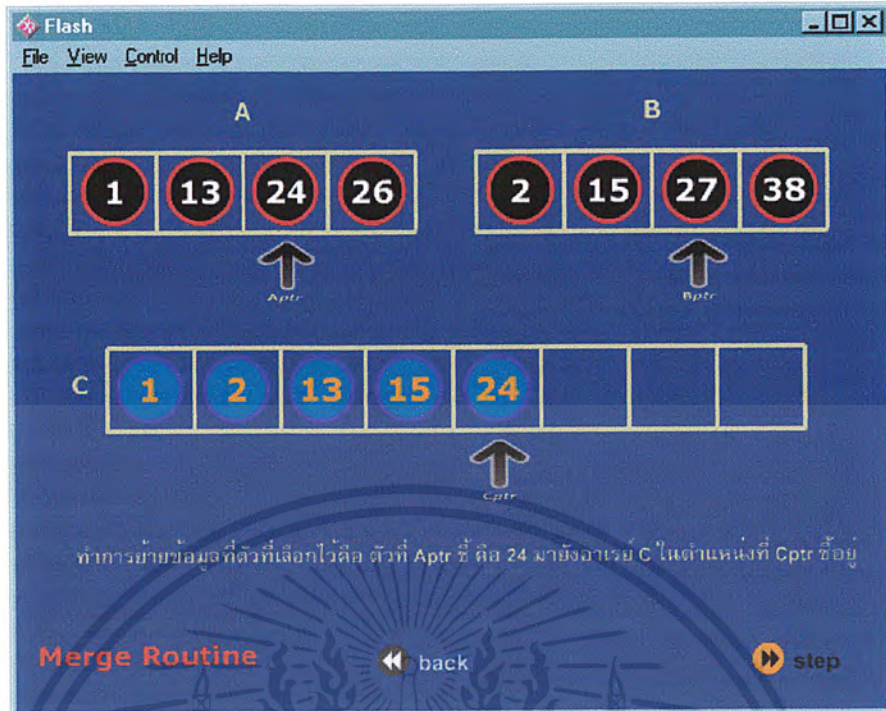 Flash
File View Control Help
A B
1 13 24 26 2 15 27 38
Aptr Bptr
C 1 2 13 15 24
Cptr
ทำการย้ายข้อมูลที่ตัวที่เลือกไว้คือ ตัวที่ Aptr ชี้ คือ 24 มายังอาเรย์ C ในตำแหน่งที่ Cptr ชี้อยู่
Merge Routine back step